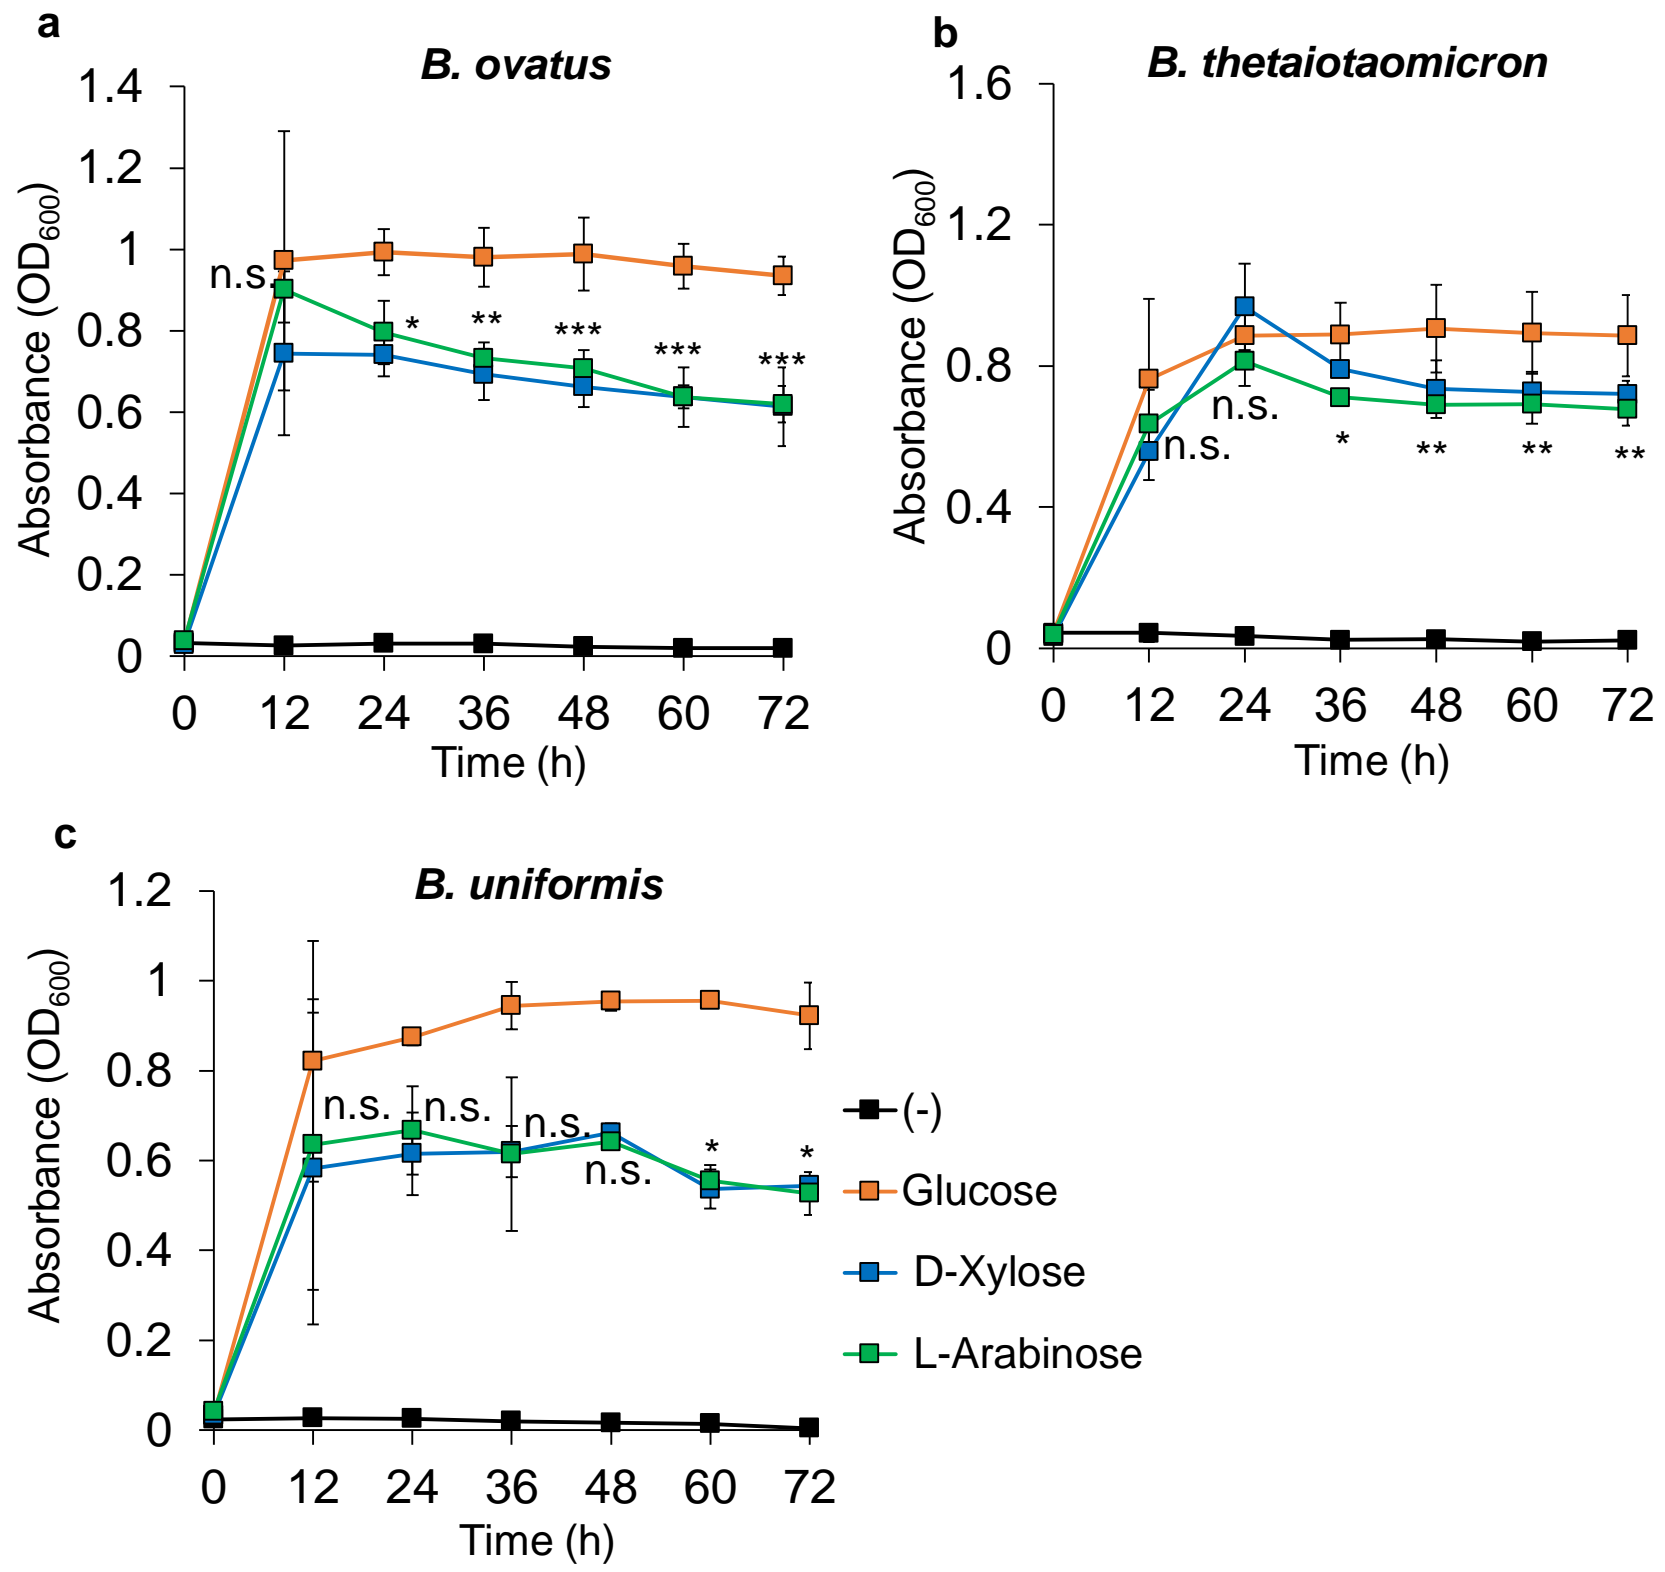 a
B. ovatus
1.4
1.2
1
0.8
0.6
0.4
0.2
0
Absorbance (OD600)
n.s.
*
**
***
***
***
0 12 24 36 48 60 72
Time (h)
b
B. thetaiotaomicron
1.6
1.2
0.8
0.4
0
Absorbance (OD600)
n.s.
n.s.
*
**
**
**
0 12 24 36 48 60 72
Time (h)
c
B. uniformis
1.2
1
0.8
0.6
0.4
0.2
0
Absorbance (OD600)
n.s.
n.s.
n.s.
n.s.
*
*
0 12 24 36 48 60 72
Time (h)
(-)
Glucose
D-Xylose
L-Arabinose